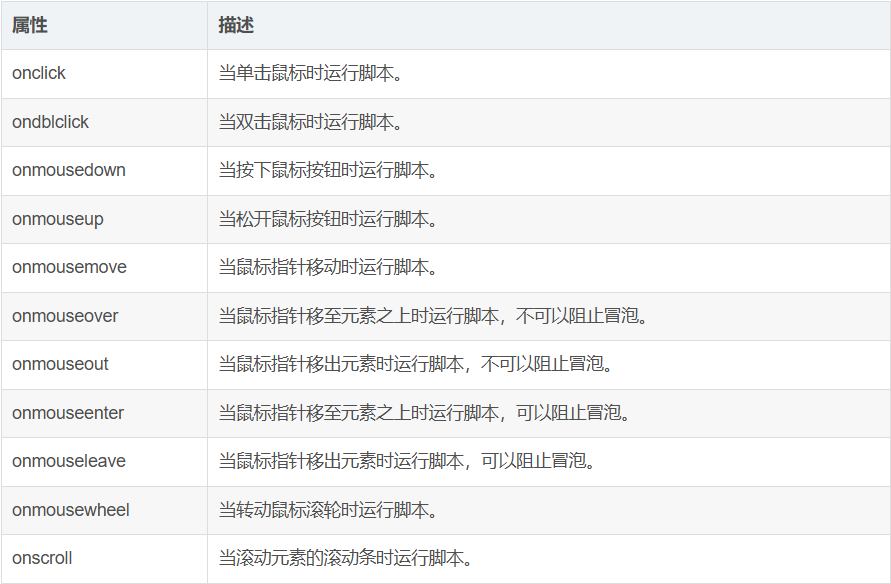 属性 描述
onclick 当单击鼠标时运行脚本。
ondblclick 当双击鼠标时运行脚本。
onmousedown 当按下鼠标按钮时运行脚本。
onmouseup 当松开鼠标按钮时运行脚本。
onmousemove 当鼠标指针移动时运行脚本。
onmouseover 当鼠标指针移至元素之上时运行脚本，不可以阻止冒泡。
onmouseout 当鼠标指针移出元素时运行脚本，不可以阻止冒泡。
onmouseenter 当鼠标指针移至元素之上时运行脚本，可以阻止冒泡。
onmouseleave 当鼠标指针移出元素时运行脚本，可以阻止冒泡。
onmousewheel 当转动鼠标滚轮时运行脚本。
onscroll 当滚动元素的滚动条时运行脚本。